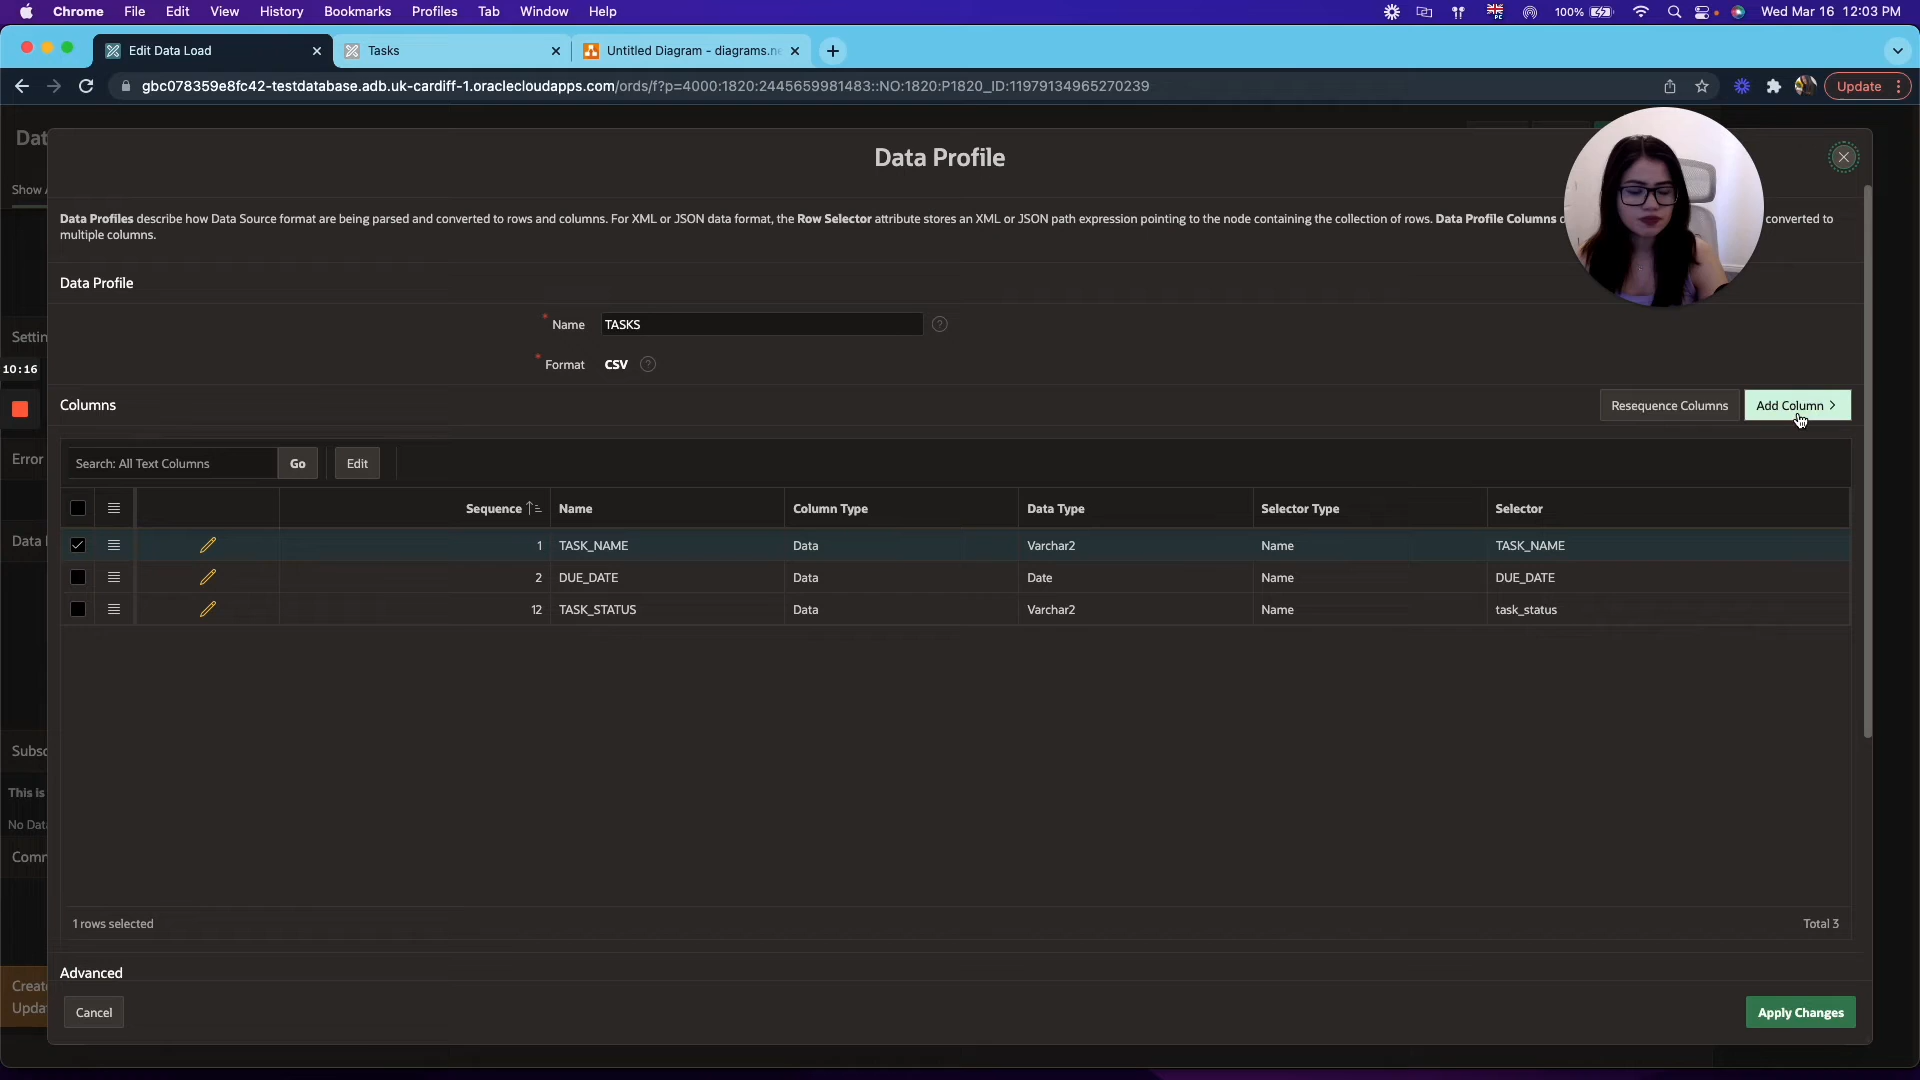 Chrome File Edit View History Bookmarks Profiles Tab Window Help 100% Wed Mar 16 12:03 PM
Edit Data Load Tasks Untitled Diagram - diagrams.ne
gbc078359e8fc42-testdatabase.adb.uk-cardiff-1.oraclecloudapps.com/ords/f?p=4000:1820:2445659981483::NO:1820:P1820_ID:11979134965270239 Update
Dat
Data Profile
Show A
Data Profiles describe how Data Source format are being parsed and converted to rows and columns. For XML or JSON data format, the Row Selector attribute stores an XML or JSON path expression pointing to the node containing the collection of rows. Data Profile Columns converted to
multiple columns.
Data Profile
Name TASKS
Settin
Format CSV
10:16
Columns Resequence Columns Add Column
Error
Search: All Text Columns Go Edit
Sequence Name Column Type Data Type Selector Type Selector
Data
1 TASK_NAME Data Varchar2 Name TASK_NAME
2 DUE_DATE Data Date Name DUE_DATE
12 TASK_STATUS Data Varchar2 Name task_status
Subsc
This is
No Data
Comm
1 rows selected Total 3
Advanced
Create
Updat
Cancel Apply Changes